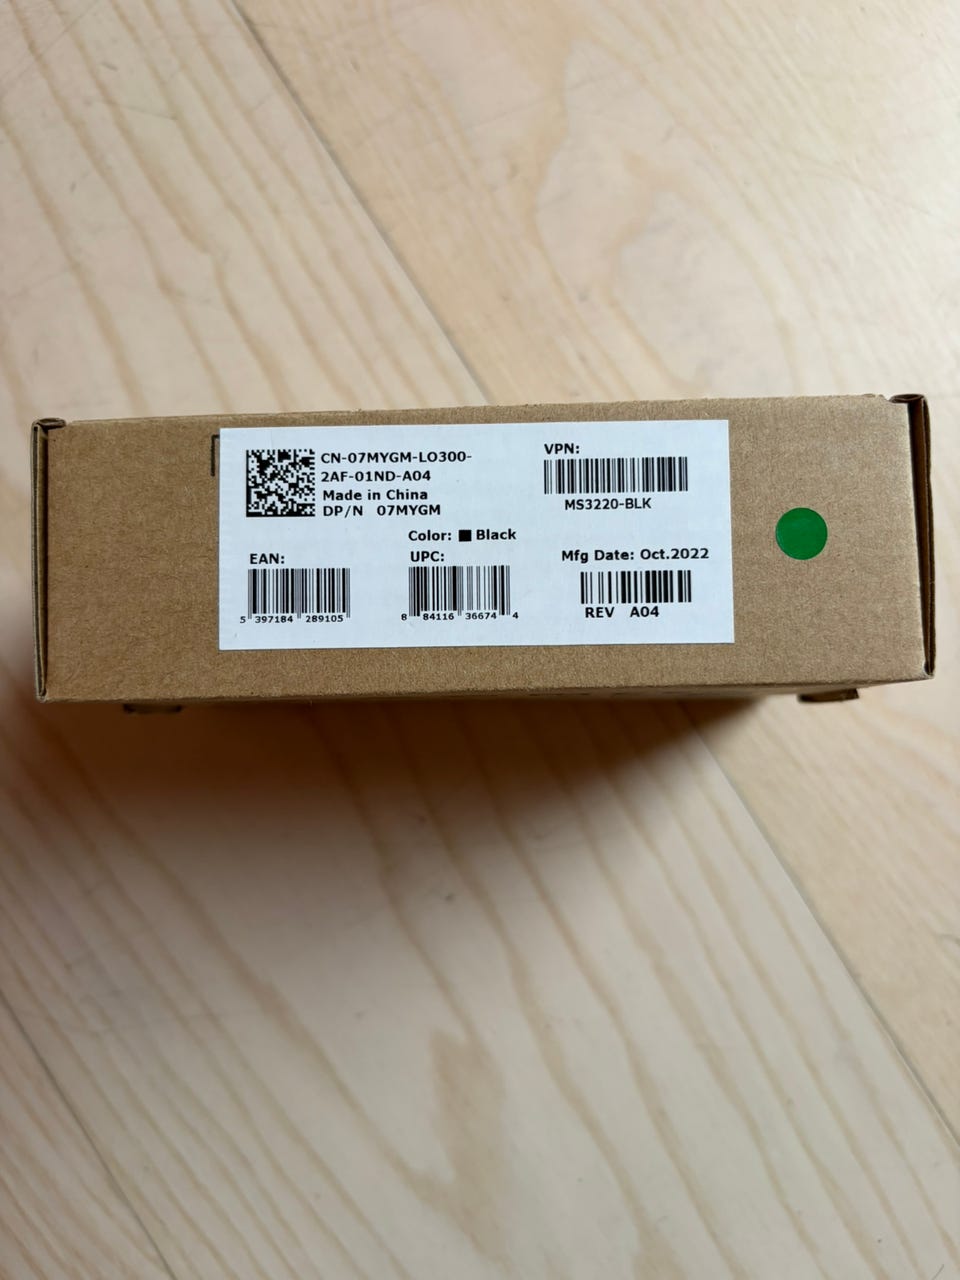 CN-07MYGM-LO300-
2AF-01ND-A04
Made in China
DP/N 07MYGM
VPN:
MS3220-BLK
Color: Black
EAN:
5 397184 289105
UPC:
8 84116 36674 4
Mfg Date: Oct.2022
REV A04